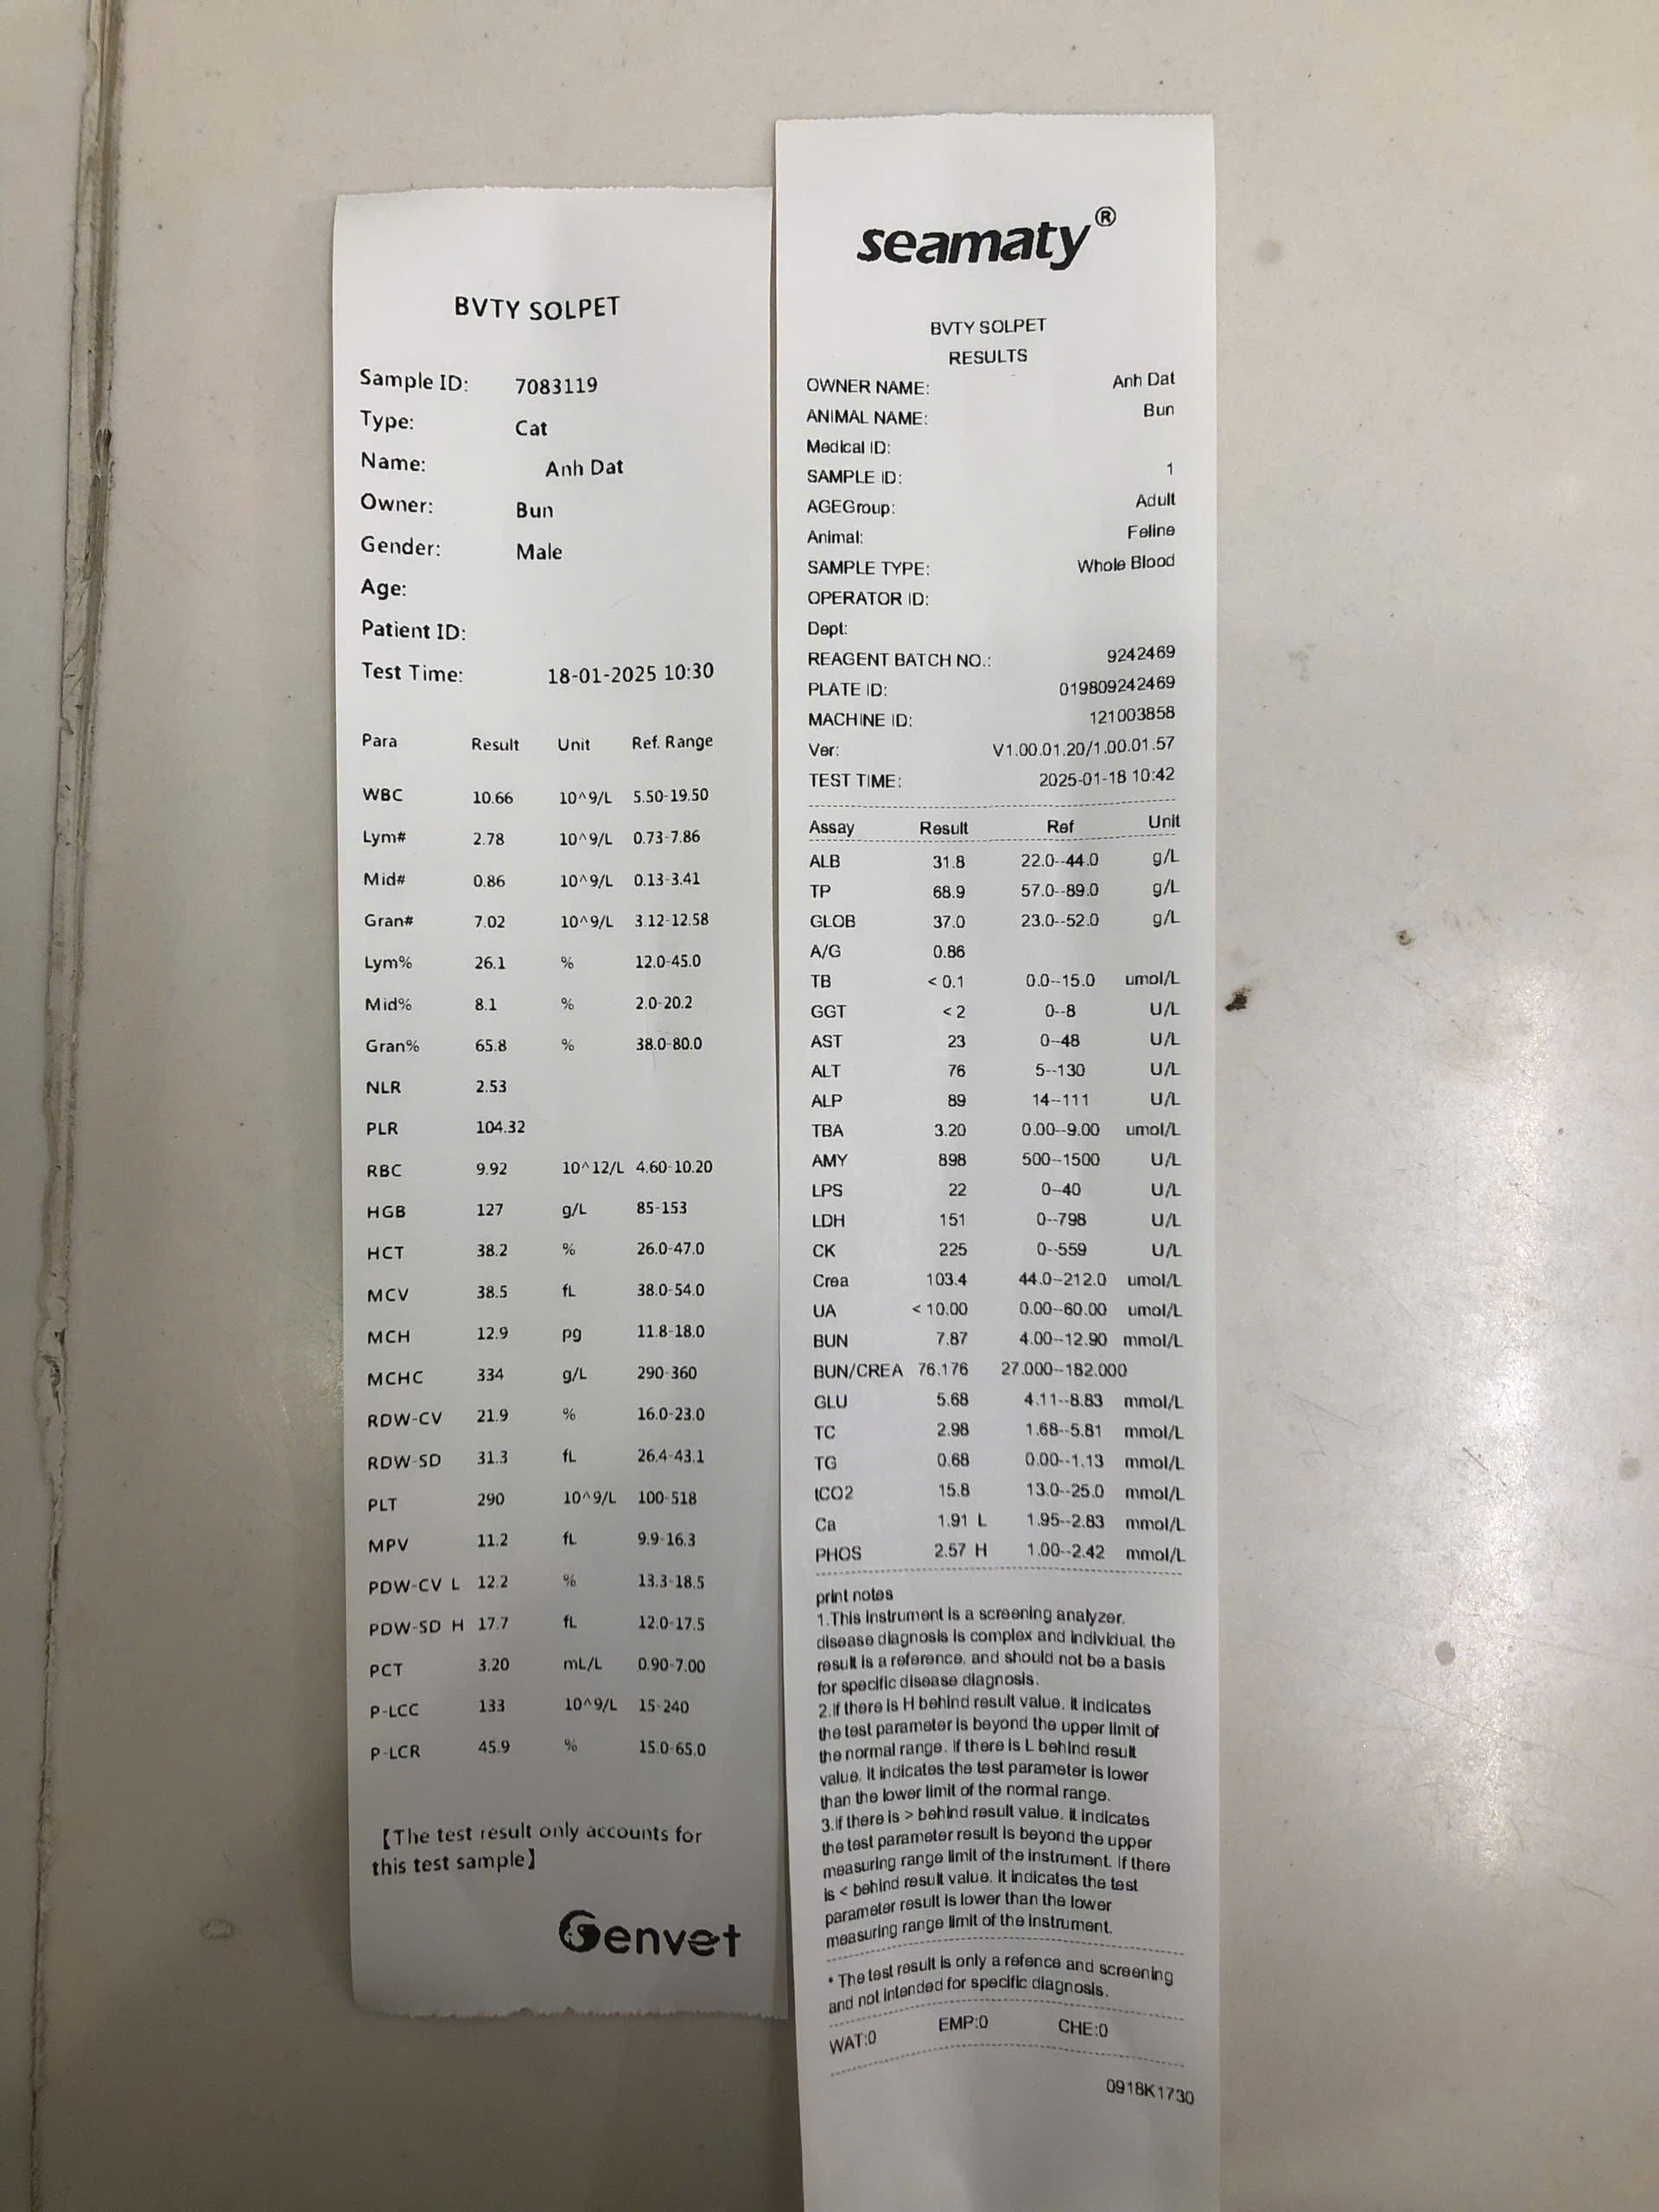 BVTY SOLPET
Sample ID: 7083119
Type: Cat
Name: Anh Dat
Owner: Bun
Gender: Male
Age:
Patient ID:
Test Time: 18-01-2025 10:30
Para Result Unit Ref. Range
WBC 10.66 10^9/L 5.50-19.50
Lym# 2.78 10^9/L 0.73-7.86
Mid# 0.86 10^9/L 0.13-3.41
Gran# 7.02 10^9/L 3.12-12.58
Lym% 26.1 % 12.0-45.0
Mid% 8.1 % 2.0-20.2
Gran% 65.8 % 38.0-80.0
NLR 2.53
PLR 104.32
RBC 9.92 10^12/L 4.60-10.20
HGB 127 g/L 85-153
HCT 38.2 % 26.0-47.0
MCV 38.5 fL 38.0-54.0
MCH 12.9 pg 11.8-18.0
MCHC 334 g/L 290-360
RDW-CV 21.9 % 16.0-23.0
RDW-SD 31.3 fL 26.4-43.1
PLT 290 10^9/L 100-518
MPV 11.2 fL 9.9-16.3
PDW-CV L 12.2 % 13.3-18.5
PDW-SD H 17.7 fL 12.0-17.5
PCT 3.20 mL/L 0.90-7.00
P-LCC 133 10^9/L 15-240
P-LCR 45.9 % 15.0-65.0
【The test result only accounts for
this test sample】
Genvet
seamaty®
BVTY SOLPET
RESULTS
OWNER NAME: Anh Dat
ANIMAL NAME: Bun
Medical ID:
SAMPLE ID: 1
AGEGroup: Adult
Animal: Feline
SAMPLE TYPE: Whole Blood
OPERATOR ID:
Dept:
REAGENT BATCH NO.: 9242469
PLATE ID: 019809242469
MACHINE ID: 121003858
Ver: V1.00.01.20/1.00.01.57
TEST TIME: 2025-01-18 10:42
Assay Result Ref Unit
ALB 31.8 22.0--44.0 g/L
TP 68.9 57.0--89.0 g/L
GLOB 37.0 23.0--52.0 g/L
A/G 0.86
TB < 0.1 0.0--15.0 umol/L
GGT < 2 0--8 U/L
AST 23 0--48 U/L
ALT 76 5--130 U/L
ALP 89 14--111 U/L
TBA 3.20 0.00--9.00 umol/L
AMY 898 500--1500 U/L
LPS 22 0--40 U/L
LDH 151 0--798 U/L
CK 225 0--559 U/L
Crea 103.4 44.0--212.0 umol/L
UA < 10.00 0.00--60.00 umol/L
BUN 7.87 4.00--12.90 mmol/L
BUN/CREA 76.176 27.000--182.000
GLU 5.68 4.11--8.83 mmol/L
TC 2.98 1.68--5.81 mmol/L
TG 0.68 0.00--1.13 mmol/L
tCO2 15.8 13.0--25.0 mmol/L
Ca 1.91 L 1.95--2.83 mmol/L
PHOS 2.57 H 1.00--2.42 mmol/L
print notes
1.This instrument is a screening analyzer,
disease diagnosis is complex and individual, the
result is a reference, and should not be a basis
for specific disease diagnosis.
2.If there is H behind result value, it indicates
the test parameter is beyond the upper limit of
the normal range. If there is L behind result
value, it indicates the test parameter is lower
than the lower limit of the normal range.
3.If there is > behind result value, it indicates
the test parameter result is beyond the upper
measuring range limit of the instrument. If there
is < behind result value, it indicates the test
parameter result is lower than the lower
measuring range limit of the instrument.
* The test result is only a refence and screening
and not intended for specific diagnosis.
WAT:0 EMP:0 CHE:0
0918K1730